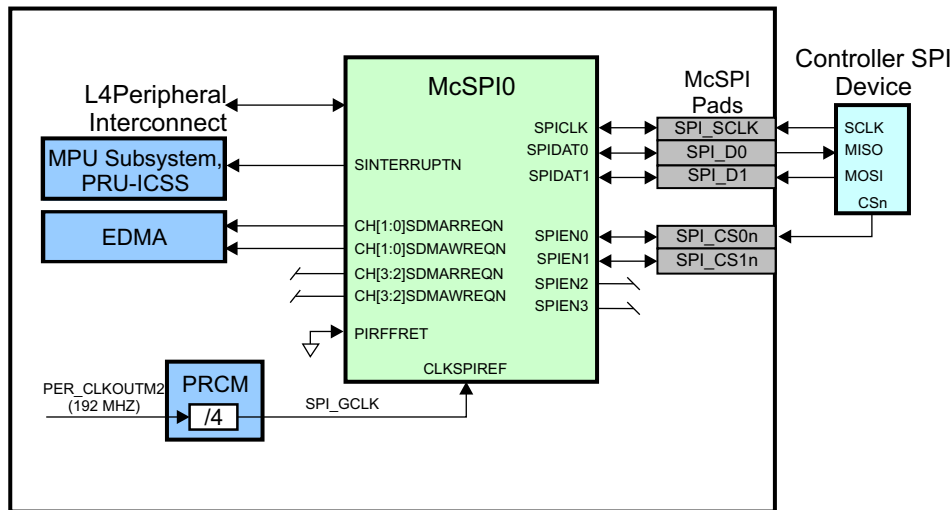 Controller SPI
Device
McSPI
Pads
McSPI0
L4Peripheral
Interconnect
MPU Subsystem,
PRU-ICSS
EDMA
SINTERRUPTN
CH[1:0]SDMARREQN
CH[1:0]SDMAWREQN
CH[3:2]SDMARREQN
CH[3:2]SDMAWREQN
PIRFFRET
CLKSPIREF
SPICLK
SPIDAT0
SPIDAT1
SPIEN0
SPIEN1
SPIEN2
SPIEN3
SPI_SCLK
SPI_D0
SPI_D1
SPI_CS0n
SPI_CS1n
SCLK
MISO
MOSI
CSn
PER_CLKOUTM2
(192 MHZ)
PRCM
/4
SPI_GCLK